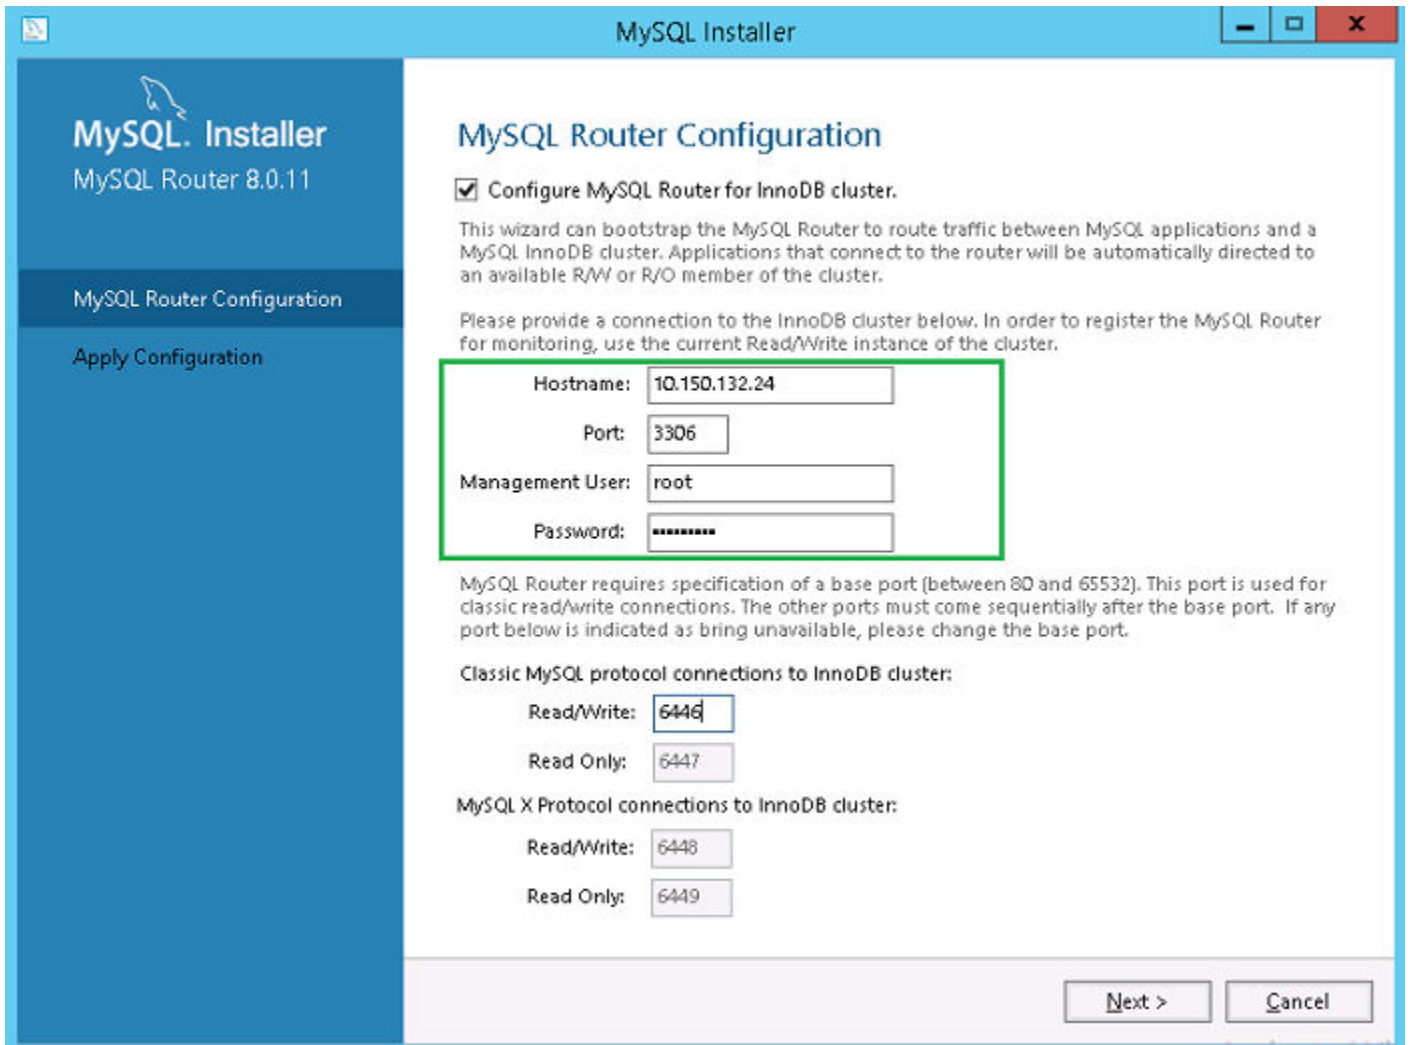 MySQL Installer
MySQL. Installer
MySQL Router 8.0.11
MySQL Router Configuration
Apply Configuration
MySQL Router Configuration
Configure MySQL Router for InnoDB cluster.
This wizard can bootstrap the MySQL Router to route traffic between MySQL applications and a
MySQL InnoDB cluster. Applications that connect to the router will be automatically directed to
an available R/W or R/O member of the cluster.
Please provide a connection to the InnoDB cluster below. In order to register the MySQL Router
for monitoring, use the current Read/Write instance of the cluster.
Hostname: 10.150.132.24
Port: 3306
Management User: root
Password: •••••••••
MySQL Router requires specification of a base port (between 80 and 65532). This port is used for
classic read/write connections. The other ports must come sequentially after the base port. If any
port below is indicated as bring unavailable, please change the base port.
Classic MySQL protocol connections to InnoDB cluster:
Read/Write: 6446
Read Only: 6447
MySQL X Protocol connections to InnoDB cluster:
Read/Write: 6448
Read Only: 6449
Next >
Cancel